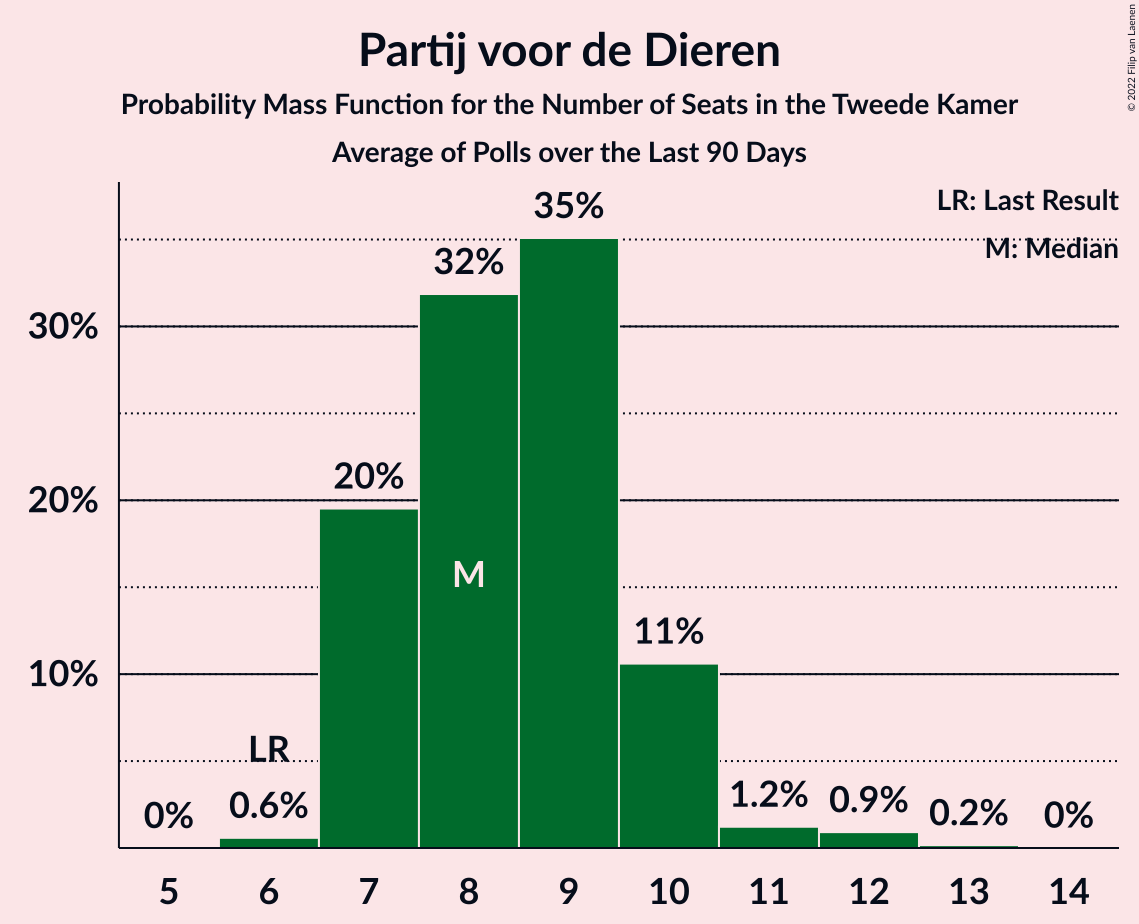 Partij voor de Dieren
Probability Mass Function for the Number of Seats in the Tweede Kamer
Average of Polls over the Last 90 Days
© 2022 Filip van Laenen
LR: Last Result
M: Median
35%
32%
30%
20%
20%
M
11%
10%
LR
0% 0.6% 1.2% 0.9% 0.2% 0%
5 6 7 8 9 10 11 12 13 14